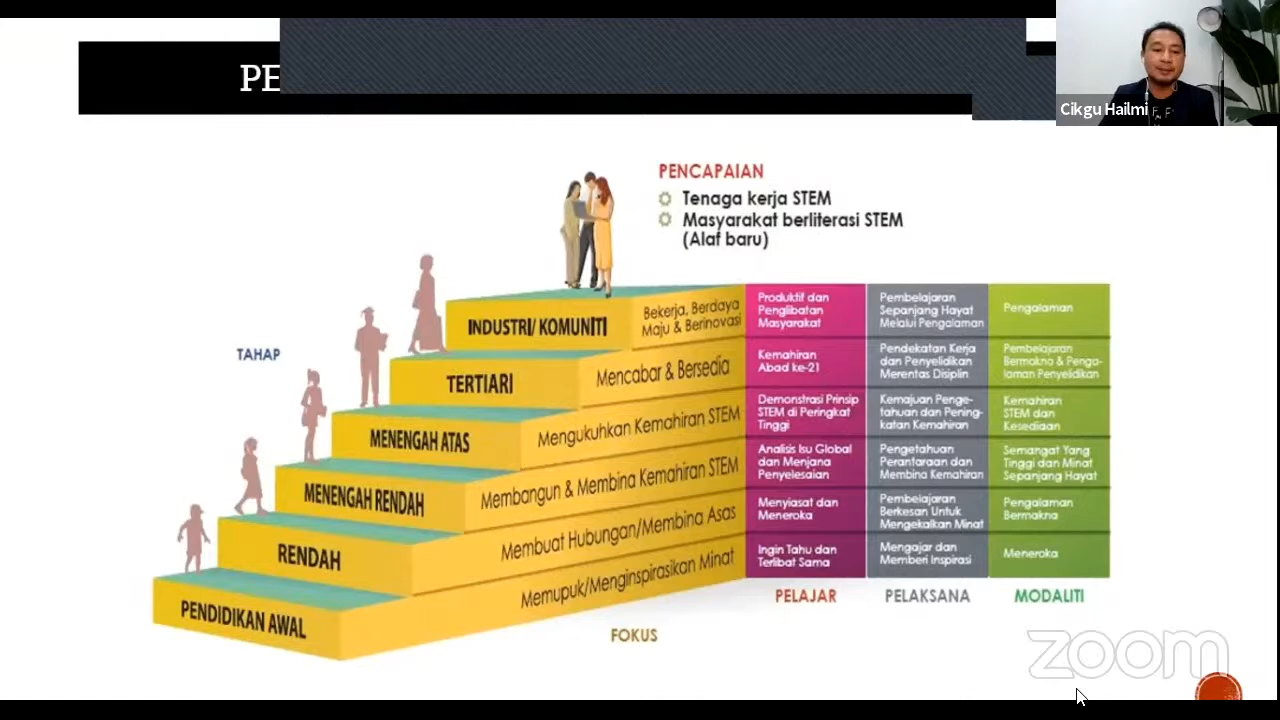 PE
Cikgu Hailmi
PENCAPAIAN
Tenaga kerja STEM
Masyarakat berliterasi STEM
(Alaf baru)
TAHAP
INDUSTRI/ KOMUNITI
Bekerja, Berdaya
Maju & Berinovasi
Produktif dan
Penglibatan
Masyarakat
Pembelajaran
Sepanjang Hayat
Melalui Pengalaman
Pengalaman
TERTIARI
Mencabar & Bersedia
Kemahiran
Abad ke-21
Pendekatan Kerja
dan Penyelidikan
Merentas Disiplin
Pembelajaran
Bermakna & Penga-
laman Penyelidikan
MENENGAH ATAS
Mengukuhkan Kemahiran STEM
Demonstrasi Prinsip
STEM di Peringkat
Tinggi
Kemajuan Penge-
tahuan dan Pening-
katan Kemahiran
Kemahiran
STEM dan
Kesediaan
MENENGAH RENDAH
Membangun & Membina Kemahiran STEM
Analisis Isu Global
dan Menjana
Penyelesaian
Pengetahuan
Perantaraan dan
Membina Kemahiran
Semangat Yang
Tinggi dan Minat
Sepanjang Hayat
RENDAH
Membuat Hubungan/Membina Asas
Menyiasat dan
Meneroka
Pembelajaran
Berkesan Untuk
Mengekalkan Minat
Pengalaman
Bermakna
PENDIDIKAN AWAL
Memupuk/Menginspirasikan Minat
Ingin Tahu dan
Terlibat Sama
Mengajar dan
Memberi Inspirasi
Meneroka
FOKUS
PELAJAR
PELAKSANA
MODALITI
zoom